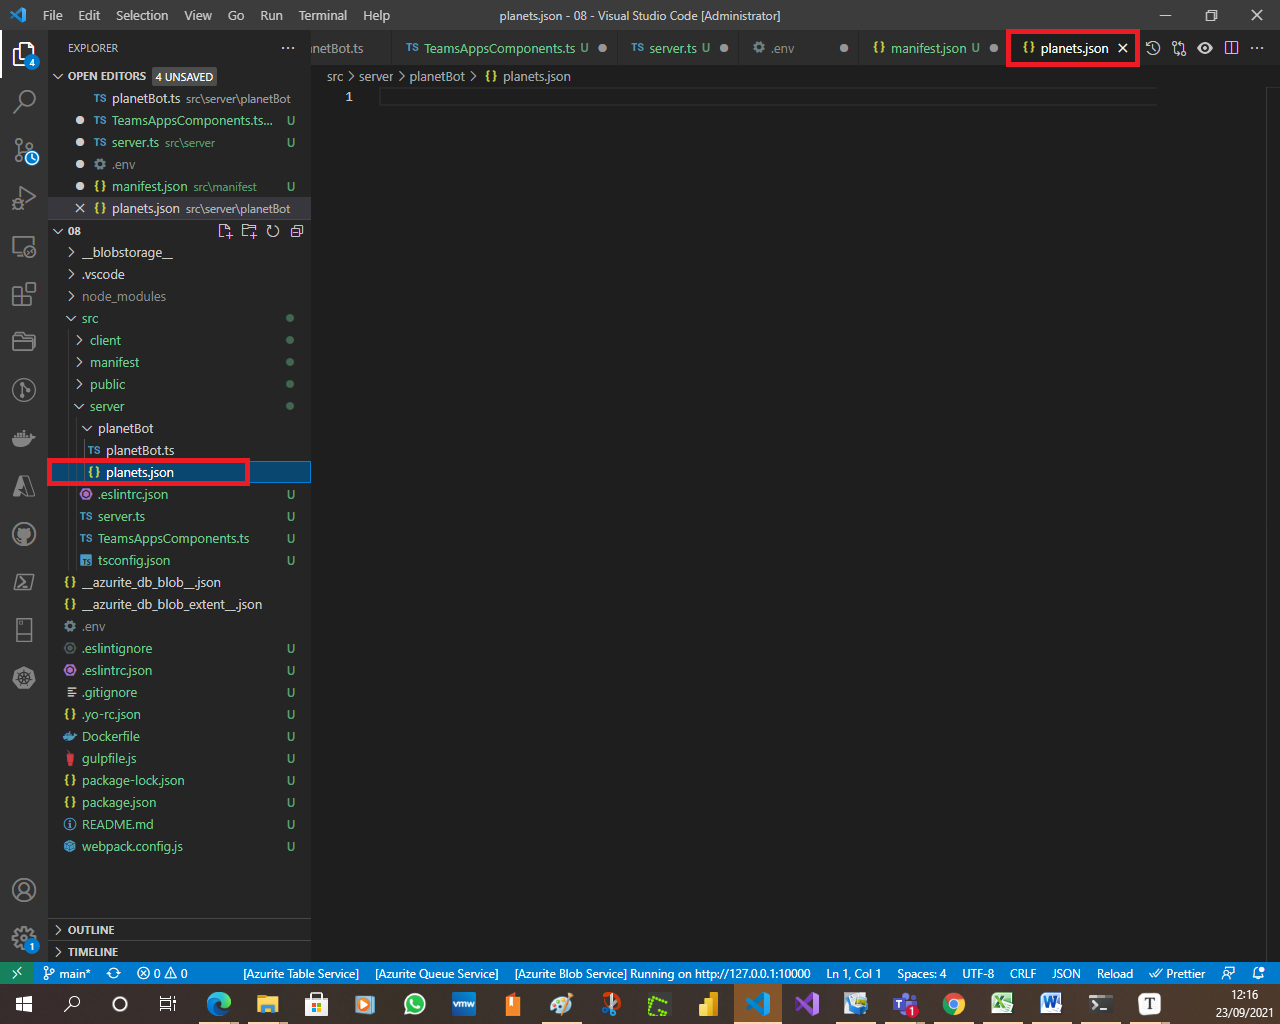 File Edit Selection View Go Run Terminal Help planets.json - 08 - Visual Studio Code [Administrator]
EXPLORER
netBot.ts TS TeamsAppsComponents.ts U TS server.ts U .env {} manifest.json U {} planets.json
OPEN EDITORS 4 UNSAVED
src > server > planetBot > {} planets.json
1
TS planetBot.ts src\server\planetBot
TS TeamsAppsComponents.ts... U
TS server.ts src\server U
.env
{} manifest.json src\manifest U
{} planets.json src\server\planetBot
08
__blobstorage__
.vscode
node_modules
src
client
manifest
public
server
planetBot
TS planetBot.ts
{} planets.json
.eslintrc.json U
TS server.ts U
TS TeamsAppsComponents.ts U
TS tsconfig.json U
{} __azurite_db_blob__.json
{} __azurite_db_blob_extent__.json
.env
.eslintignore U
.eslintrc.json U
.gitignore U
{} .yo-rc.json U
Dockerfile U
gulpfile.js U
{} package-lock.json U
{} package.json U
README.md U
webpack.config.js U
OUTLINE
TIMELINE
4
1
main* 0 0 [Azurite Table Service] [Azurite Queue Service] [Azurite Blob Service] Running on http://127.0.0.1:10000 Ln 1, Col 1 Spaces: 4 UTF-8 CRLF JSON Reload Prettier
vmw 1 T
12:16
23/09/2021